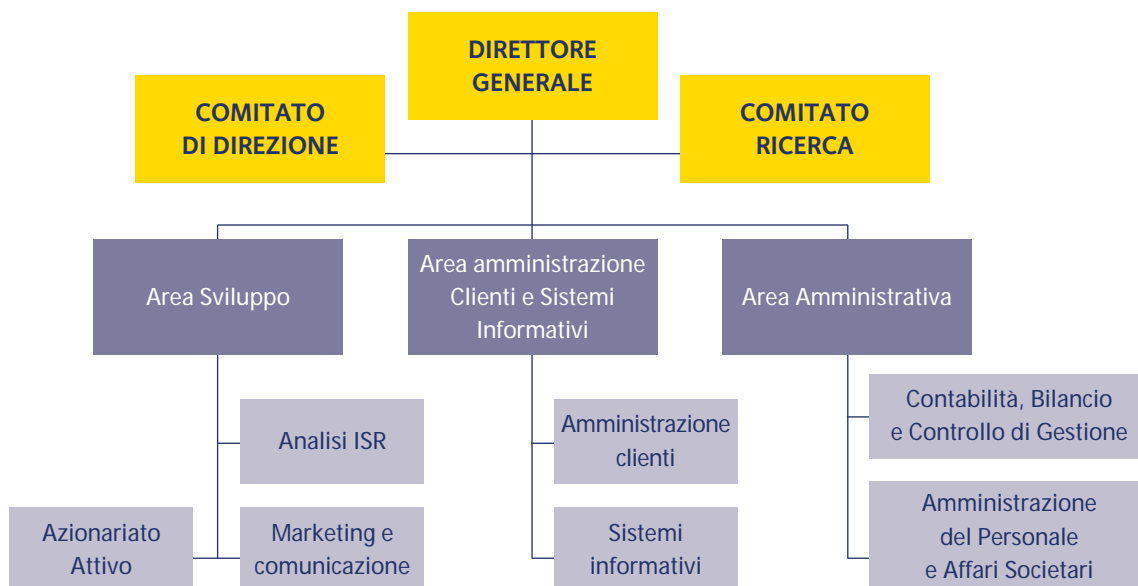 DIRETTORE
GENERALE
COMITATO
DI DIREZIONE
COMITATO
RICERCA
Area Sviluppo
Area amministrazione
Clienti e Sistemi
Informativi
Area Amministrativa
Analisi ISR
Azionariato
Attivo
Marketing e
comunicazione
Amministrazione
clienti
Sistemi
informativi
Contabilità, Bilancio
e Controllo di Gestione
Amministrazione
del Personale
e Affari Societari